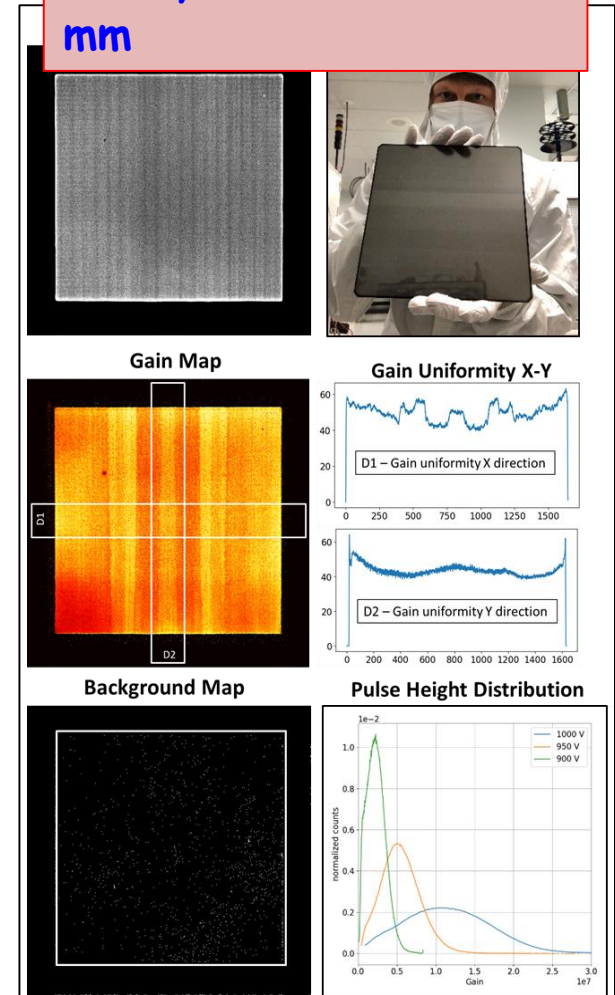 mm
Gain Map
Gain Uniformity X-Y
60
40
20
0
D1 – Gain uniformity X direction
0 250 500 750 1000 1250 1500
D1
D2
60
40
20
0
D2 – Gain uniformity Y direction
0 200 400 600 800 1000 1200 1400 1600
Background Map
Pulse Height Distribution
1e−2
1000 V
950 V
900 V
1.0
0.8
0.6
0.4
0.2
0.0
normalized counts
0.0 0.5 1.0 1.5 2.0 2.5 3.0
Gain
1e7